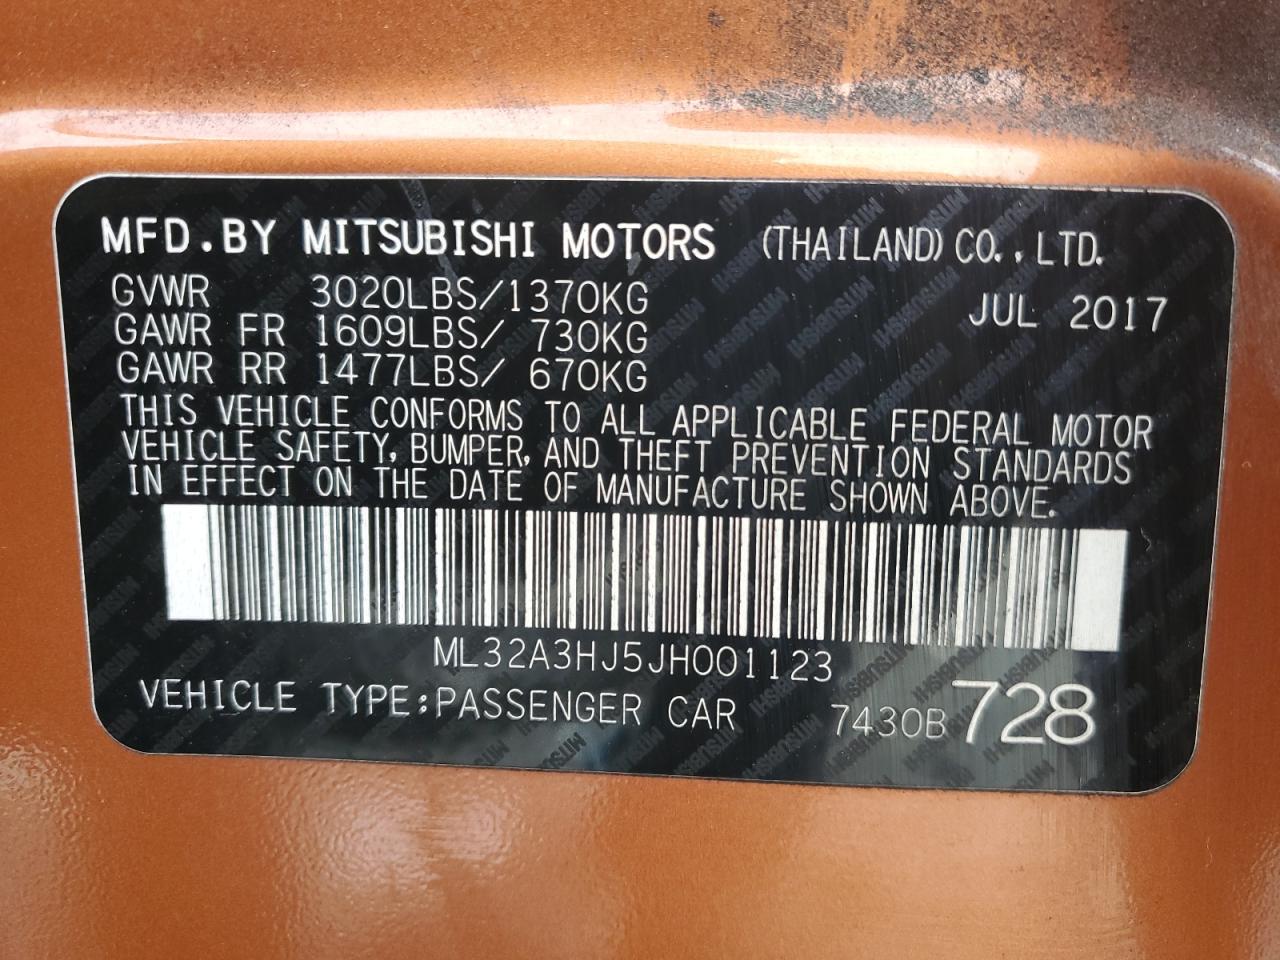 MFD.BY MITSUBISHI MOTORS (THAILAND) CO.,LTD.
GVWR 3020LBS/1370KG JUL 2017
GAWR FR 1609LBS/ 730KG
GAWR RR 1477LBS/ 670KG
THIS VEHICLE CONFORMS TO ALL APPLICABLE FEDERAL MOTOR
VEHICLE SAFETY, BUMPER, AND THEFT PREVENTION STANDARDS
IN EFFECT ON THE DATE OF MANUFACTURE SHOWN ABOVE.
ML32A3HJ5JH001123
VEHICLE TYPE:PASSENGER CAR 7430B 728